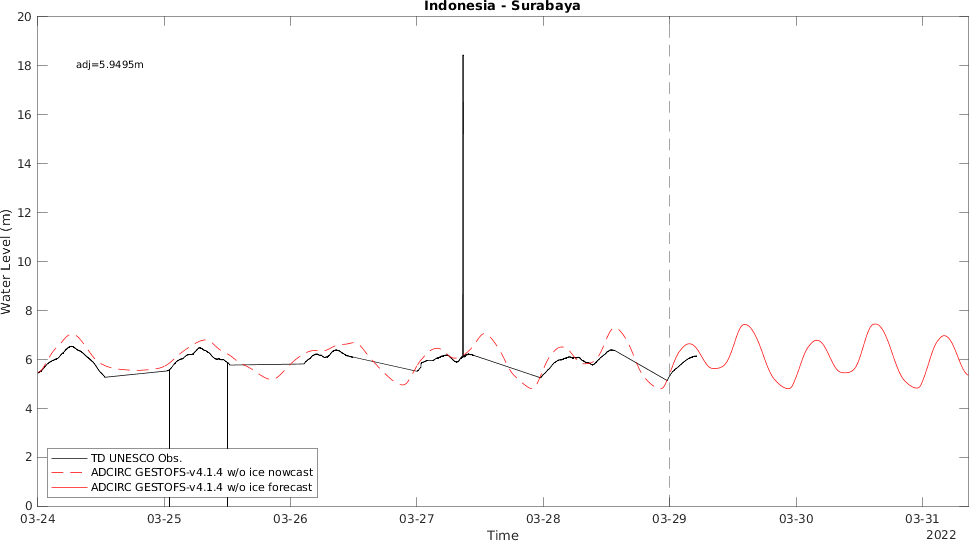 Indonesia - Surabaya
20
18
16
14
12
10
8
6
4
2
0
Water Level (m)
adj=5.9495m
TD UNESCO Obs.
ADCIRC GESTOFS-v4.1.4 w/o ice nowcast
ADCIRC GESTOFS-v4.1.4 w/o ice forecast
03-24
03-25
03-26
03-27
03-28
03-29
03-30
03-31
Time
2022